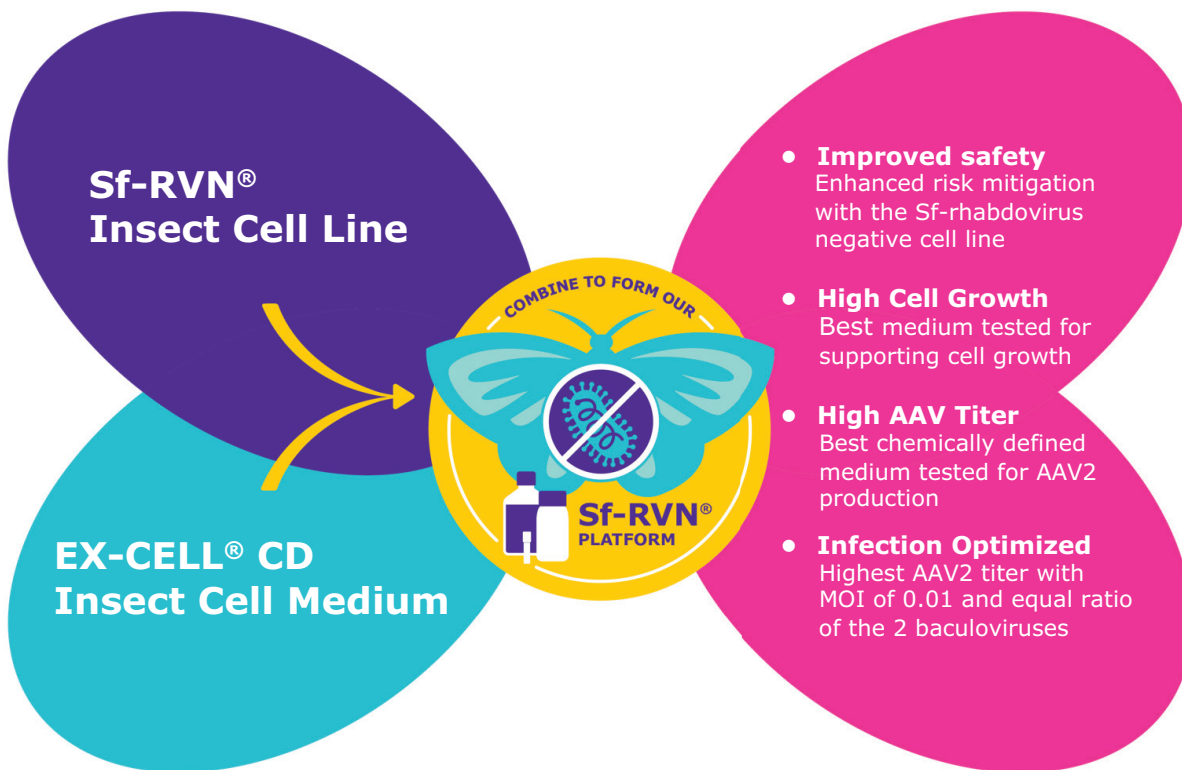 Sf-RVN®
Insect Cell Line
EX-CELL® CD
Insect Cell Medium
COMBINE TO FORM OUR
Sf-RVN®
PLATFORM
● Improved safety
Enhanced risk mitigation
with the Sf-rhabdovirus
negative cell line
● High Cell Growth
Best medium tested for
supporting cell growth
● High AAV Titer
Best chemically defined
medium tested for AAV2
production
● Infection Optimized
Highest AAV2 titer with
MOI of 0.01 and equal ratio
of the 2 baculoviruses